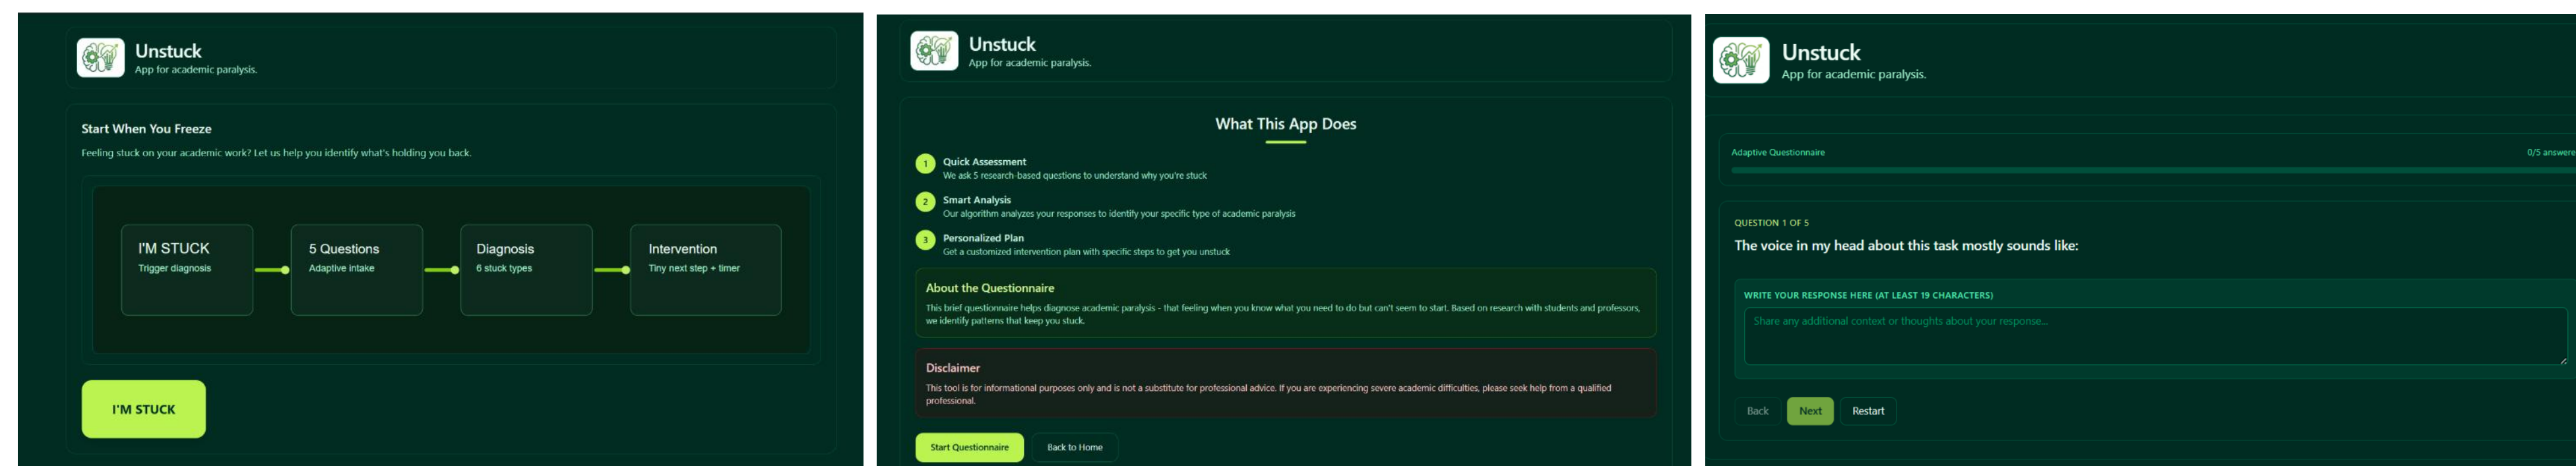 Unstuck
App for academic paralysis.
Start When You Freeze
Feeling stuck on your academic work? Let us help you identify what's holding you back.
I'M STUCK
Trigger diagnosis
5 Questions
Adaptive intake
Diagnosis
6 stuck types
Intervention
Tiny next step + timer
I'M STUCK
Unstuck
App for academic paralysis.
What This App Does
1
Quick Assessment
We ask 5 research-based questions to understand why you're stuck
2
Smart Analysis
Our algorithm analyzes your responses to identify your specific type of academic paralysis
3
Personalized Plan
Get a customized intervention plan with specific steps to get you unstuck
About the Questionnaire
This brief questionnaire helps diagnose academic paralysis - that feeling when you know what you need to do but can't seem to start. Based on research with students and professors,
we identify patterns that keep you stuck.
Disclaimer
This tool is for informational purposes only and is not a substitute for professional advice. If you are experiencing severe academic difficulties, please seek help from a qualified
professional.
Start Questionnaire
Back to Home
Unstuck
App for academic paralysis.
Adaptive Questionnaire
0/5 answere
QUESTION 1 OF 5
The voice in my head about this task mostly sounds like:
WRITE YOUR RESPONSE HERE (AT LEAST 19 CHARACTERS)
Share any additional context or thoughts about your response...
Back
Next
Restart